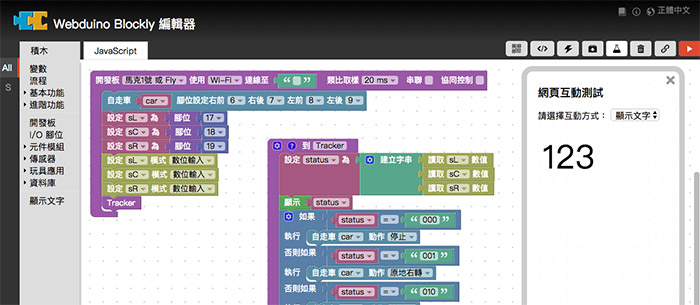 Webduino Blockly 編輯器
正體中文
積木
JavaScript
All
S
變數
流程
基本功能
進階功能
開發板
I/O 腳位
元件模組
傳感器
玩具應用
資料庫
顯示文字
開發板 馬克1號 或 Fly 使用 Wi-Fi 連線至 “ ” 類比取樣 20 ms 串聯 協同控制
自走車 car 腳位設定右前 6 右後 7 左前 8 左後 9
設定 sL 為 腳位 17
設定 sC 為 腳位 18
設定 sR 為 腳位 19
設定 sL 模式 數位輸入
設定 sC 模式 數位輸入
設定 sR 模式 數位輸入
Tracker
到 Tracker
設定 status 為 建立字串 讀取 sL 數值
讀取 sC 數值
讀取 sR 數值
顯示 status
如果 status = “ 000 ”
執行 自走車 car 動作 停止
否則如果 status = “ 001 ”
執行 自走車 car 動作 原地右轉
否則如果 status = “ 010 ”
網頁互動測試
請選擇互動方式： 顯示文字
123